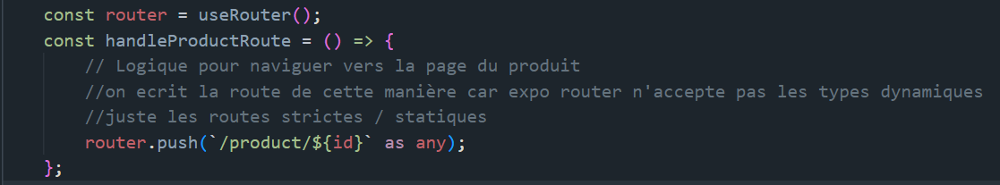 const router = useRouter();
const handleProductRoute = () => {
// Logique pour naviguer vers la page du produit
//on ecrit la route de cette manière car expo router n'accepte pas les types dynamiques
//juste les routes strictes / statiques
router.push(`/product/${id}` as any);
};